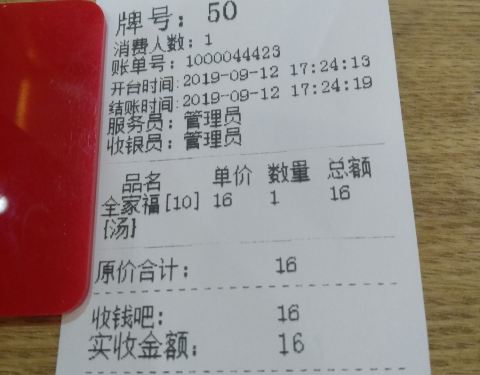 牌号: 50
消费人数: 1
账单号: 1000044423
开台时间:2019-09-12 17:24:13
结账时间:2019-09-12 17:24:19
服务员: 管理员
收银员: 管理员
品名 单价 数量 总额
全家福[10] 16 1 16
{汤}
原价合计: 16
收钱吧: 16
实收金额: 16